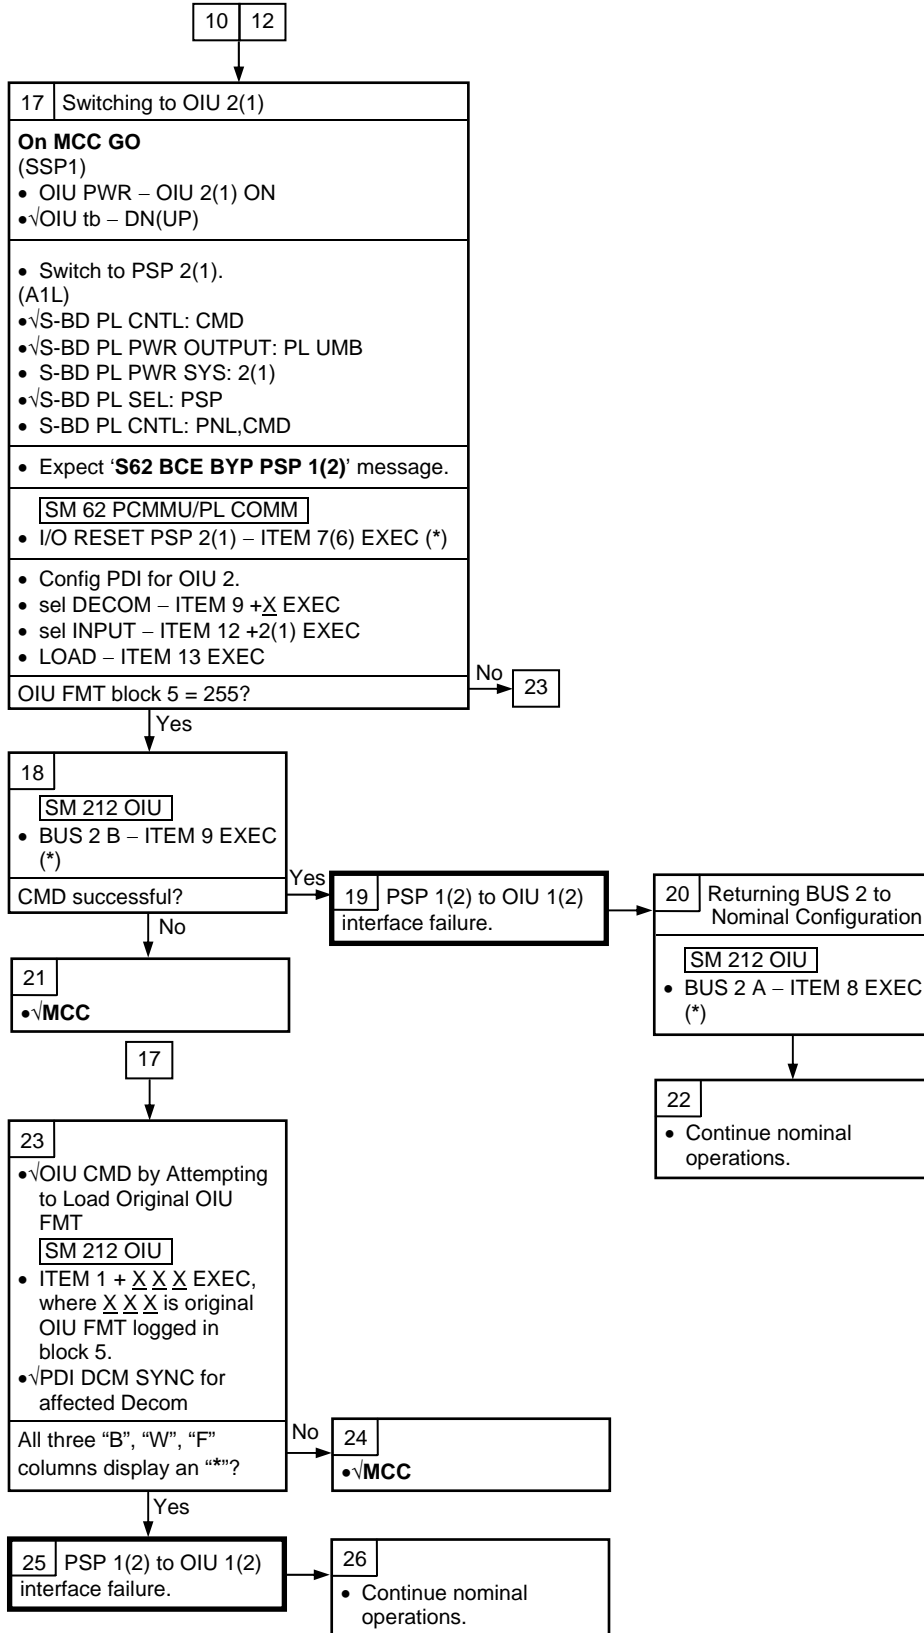 10 12
17 Switching to OIU 2(1)
On MCC GO
(SSP1)
• OIU PWR – OIU 2(1) ON
•√OIU tb – DN(UP)
• Switch to PSP 2(1).
(A1L)
•√S-BD PL CNTL: CMD
•√S-BD PL PWR OUTPUT: PL UMB
• S-BD PL PWR SYS: 2(1)
•√S-BD PL SEL: PSP
• S-BD PL CNTL: PNL,CMD
• Expect ‘S62 BCE BYP PSP 1(2)’ message.
SM 62 PCMMU/PL COMM
• I/O RESET PSP 2(1) – ITEM 7(6) EXEC (*)
• Config PDI for OIU 2.
• sel DECOM – ITEM 9 +X EXEC
• sel INPUT – ITEM 12 +2(1) EXEC
• LOAD – ITEM 13 EXEC
OIU FMT block 5 = 255?
No
23
Yes
18
SM 212 OIU
• BUS 2 B – ITEM 9 EXEC
(*)
CMD successful?
Yes
19 PSP 1(2) to OIU 1(2)
interface failure.
20 Returning BUS 2 to
Nominal Configuration
SM 212 OIU
• BUS 2 A – ITEM 8 EXEC
(*)
No
21
•√MCC
22
• Continue nominal
operations.
17
23
•√OIU CMD by Attempting
to Load Original OIU
FMT
SM 212 OIU
• ITEM 1 + X X X EXEC,
where X X X is original
OIU FMT logged in
block 5.
•√PDI DCM SYNC for
affected Decom
All three “B”, “W”, “F”
columns display an “*”?
No
24
•√MCC
Yes
25 PSP 1(2) to OIU 1(2)
interface failure.
26
• Continue nominal
operations.